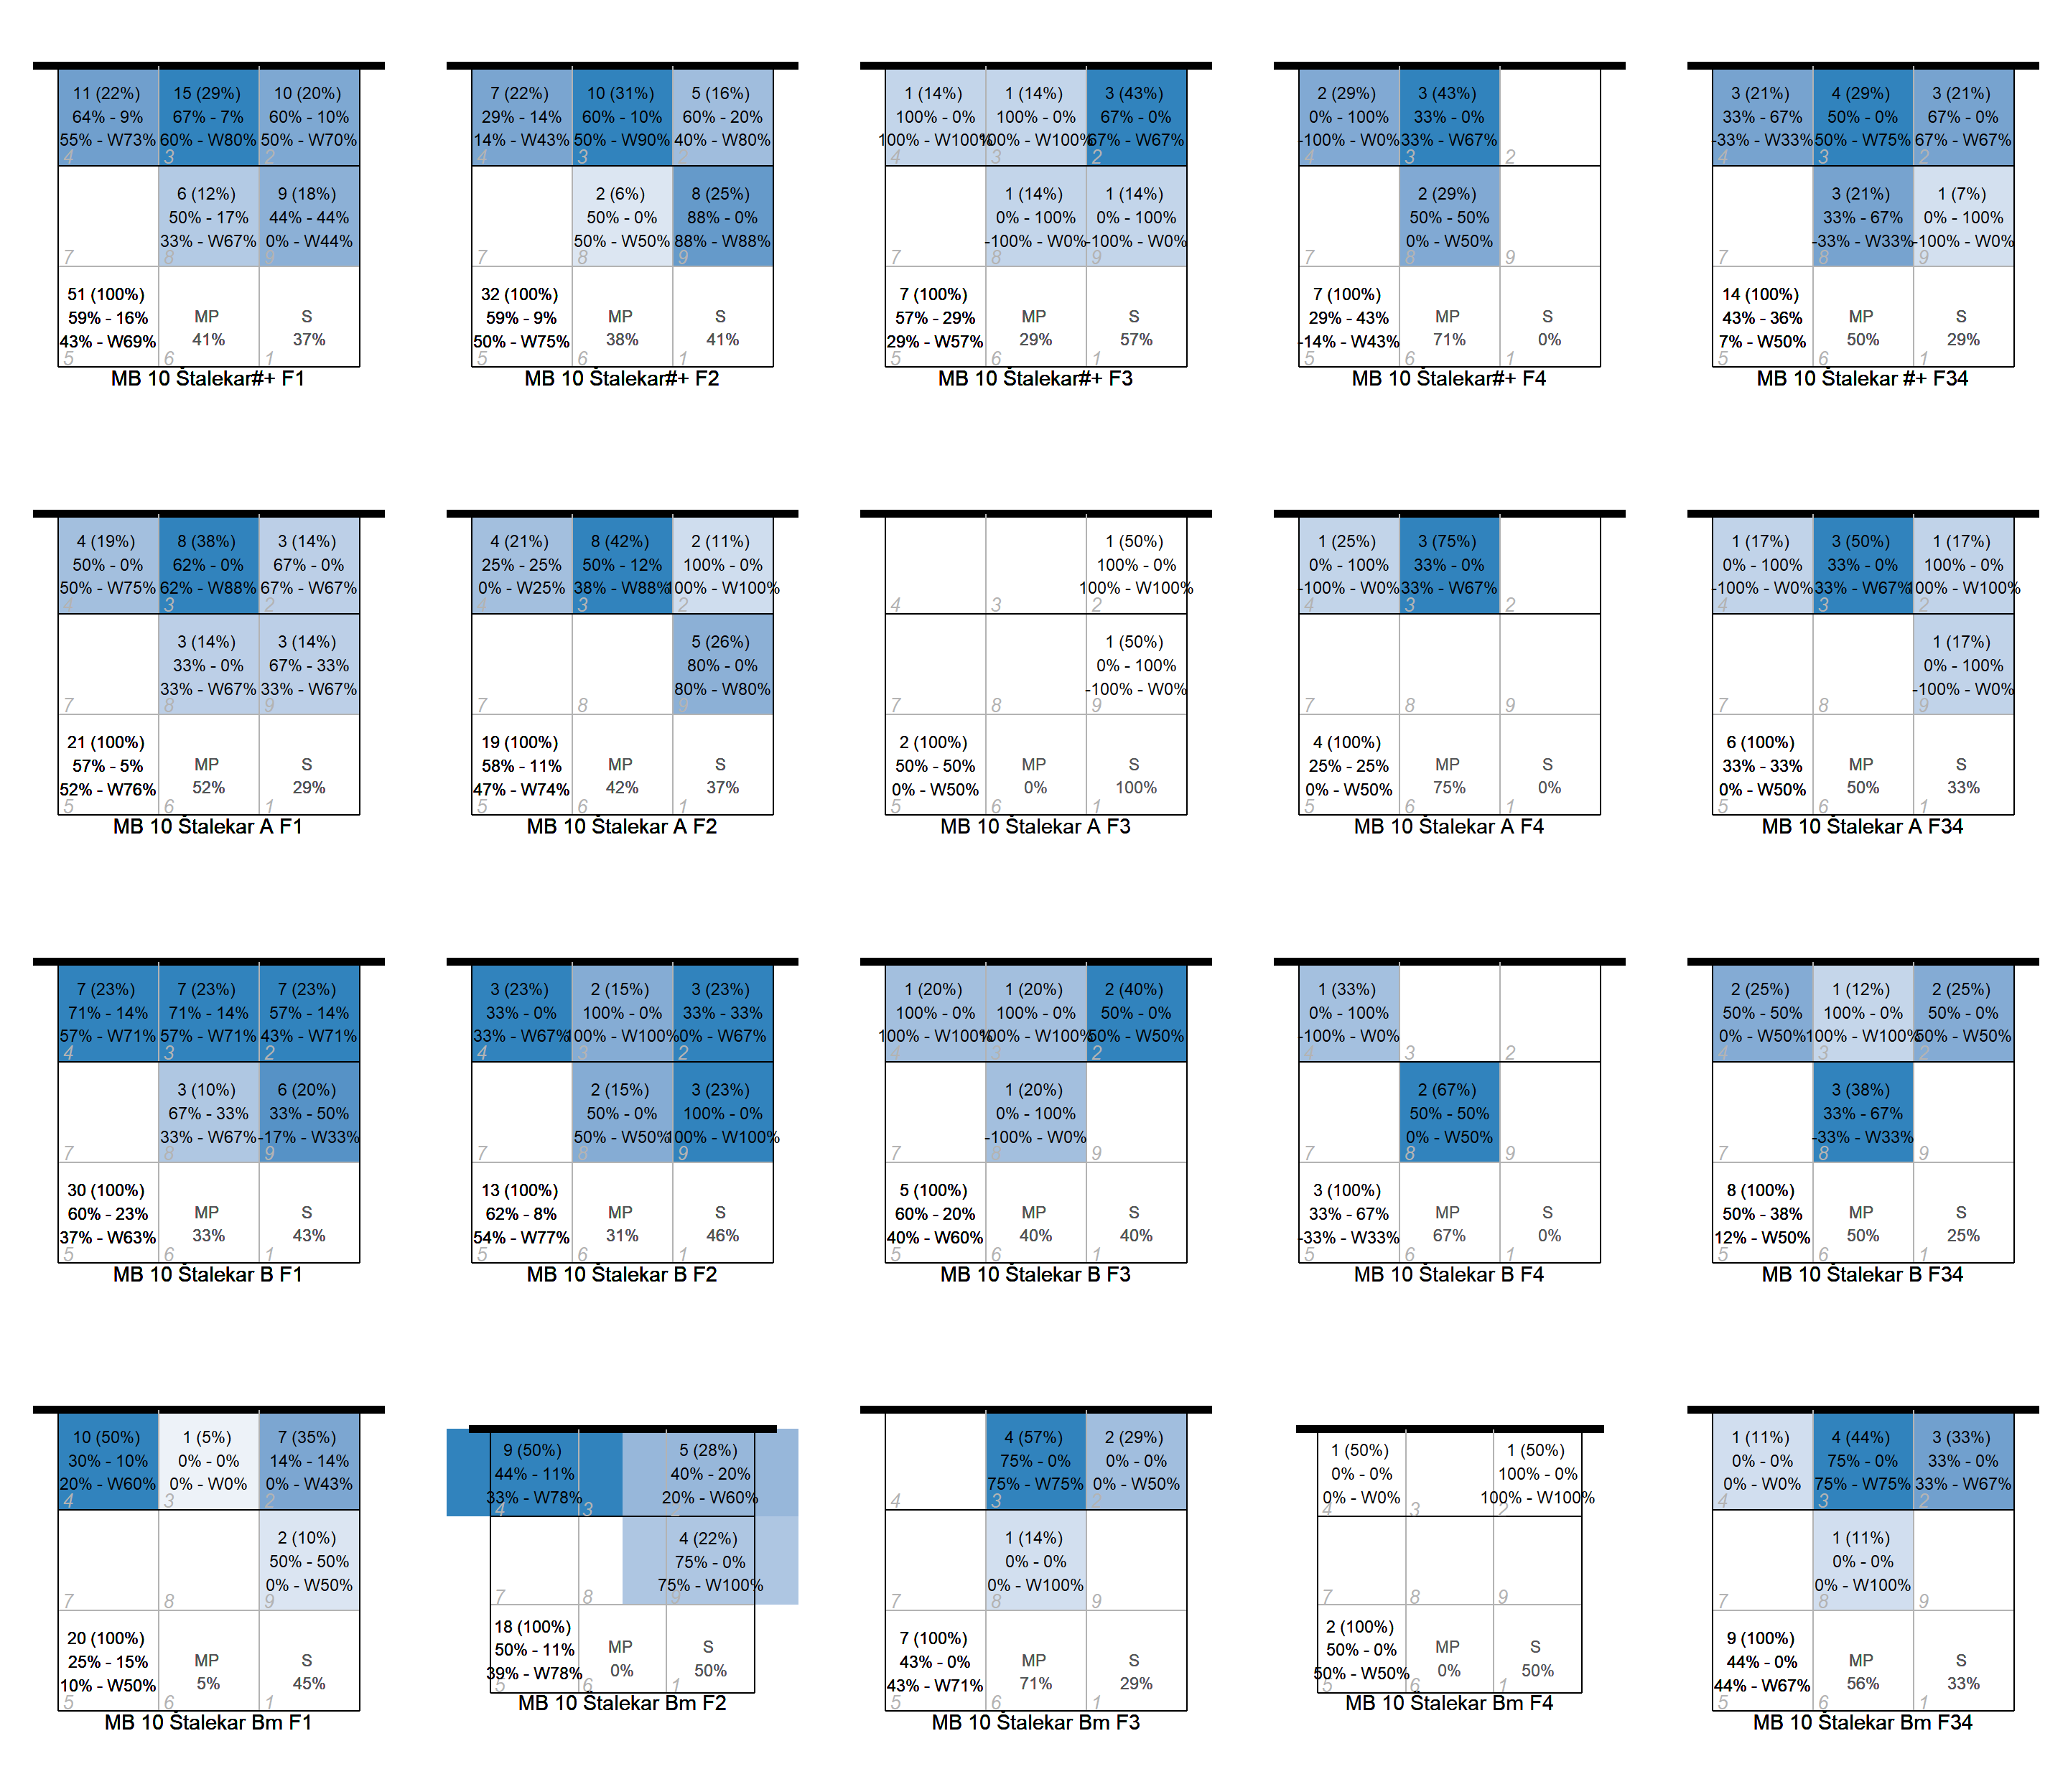 11 (22%) 15 (29%) 10 (20%)
64% - 9% 67% - 7% 60% - 10%
55% - W73% 60% - W80% 50% - W70%
4 3 2
6 (12%) 9 (18%)
50% - 17% 44% - 44%
33% - W67% 0% - W44%
7 8 9
51 (100%)
59% - 16% MP S
43% - W69% 41% 37%
5 6 1
MB 10 Štalekar#+ F1
7 (22%) 10 (31%) 5 (16%)
29% - 14% 60% - 10% 60% - 20%
14% - W43% 50% - W90% 40% - W80%
4 3 2
2 (6%) 8 (25%)
50% - 0% 88% - 0%
50% - W50% 88% - W88%
7 8 9
32 (100%)
59% - 9% MP S
50% - W75% 38% 41%
5 6 1
MB 10 Štalekar#+ F2
1 (14%) 1 (14%) 3 (43%)
100% - 0% 100% - 0% 67% - 0%
100% - W100% 100% - W100% 67% - W67%
4 3 2
1 (14%) 1 (14%)
0% - 100% 0% - 100%
-100% - W0% -100% - W0%
7 8 9
7 (100%)
57% - 29% MP S
29% - W57% 29% 57%
5 6 1
MB 10 Štalekar#+ F3
2 (29%) 3 (43%)
0% - 100% 33% - 0%
-100% - W0% 33% - W67%
4 3 2
2 (29%)
50% - 50%
0% - W50%
7 8 9
7 (100%)
29% - 43% MP S
-14% - W43% 71% 0%
5 6 1
MB 10 Štalekar#+ F4
3 (21%) 4 (29%) 3 (21%)
33% - 67% 50% - 0% 67% - 0%
-33% - W33% 50% - W75% 67% - W67%
4 3 2
3 (21%) 1 (7%)
33% - 67% 0% - 100%
-33% - W33% -100% - W0%
7 8 9
14 (100%)
43% - 36% MP S
7% - W50% 50% 29%
5 6 1
MB 10 Štalekar #+ F34
4 (19%) 8 (38%) 3 (14%)
50% - 0% 62% - 0% 67% - 0%
50% - W75% 62% - W88% 67% - W67%
4 3 2
3 (14%) 3 (14%)
33% - 0% 67% - 33%
33% - W67% 33% - W67%
7 8 9
21 (100%)
57% - 5% MP S
52% - W76% 52% 29%
5 6 1
MB 10 Štalekar A F1
4 (21%) 8 (42%) 2 (11%)
25% - 25% 50% - 12% 100% - 0%
0% - W25% 38% - W88% 100% - W100%
4 3 2
5 (26%)
80% - 0%
80% - W80%
7 8 9
19 (100%)
58% - 11% MP S
47% - W74% 42% 37%
5 6 1
MB 10 Štalekar A F2
1 (50%)
100% - 0%
100% - W100%
4 3 2
1 (50%)
0% - 100%
-100% - W0%
7 8 9
2 (100%)
50% - 50% MP S
0% - W50% 0% 100%
5 6 1
MB 10 Štalekar A F3
1 (25%) 3 (75%)
0% - 100% 33% - 0%
-100% - W0% 33% - W67%
4 3 2
7 8 9
4 (100%)
25% - 25% MP S
0% - W50% 75% 0%
5 6 1
MB 10 Štalekar A F4
1 (17%) 3 (50%) 1 (17%)
0% - 100% 33% - 0% 100% - 0%
-100% - W0% 33% - W67% 100% - W100%
4 3 2
1 (17%)
0% - 100%
-100% - W0%
7 8 9
6 (100%)
33% - 33% MP S
0% - W50% 50% 33%
5 6 1
MB 10 Štalekar A F34
7 (23%) 7 (23%) 7 (23%)
71% - 14% 71% - 14% 57% - 14%
57% - W71% 57% - W71% 43% - W71%
4 3 2
3 (10%) 6 (20%)
67% - 33% 33% - 50%
33% - W67% -17% - W33%
7 8 9
30 (100%)
60% - 23% MP S
37% - W63% 33% 43%
5 6 1
MB 10 Štalekar B F1
3 (23%) 2 (15%) 3 (23%)
33% - 0% 100% - 0% 33% - 33%
33% - W67% 100% - W100% 0% - W67%
4 3 2
2 (15%) 3 (23%)
50% - 0% 100% - 0%
50% - W50% 100% - W100%
7 8 9
13 (100%)
62% - 8% MP S
54% - W77% 31% 46%
5 6 1
MB 10 Štalekar B F2
1 (20%) 1 (20%) 2 (40%)
100% - 0% 100% - 0% 50% - 0%
100% - W100% 100% - W100% 50% - W50%
4 3 2
1 (20%)
0% - 100%
-100% - W0%
7 8 9
5 (100%)
60% - 20% MP S
40% - W60% 40% 40%
5 6 1
MB 10 Štalekar B F3
1 (33%)
0% - 100%
-100% - W0%
4 3 2
2 (67%)
50% - 50%
0% - W50%
7 8 9
3 (100%)
33% - 67% MP S
-33% - W33% 67% 0%
5 6 1
MB 10 Štalekar B F4
2 (25%) 1 (12%) 2 (25%)
50% - 50% 100% - 0% 50% - 0%
0% - W50% 100% - W100% 50% - W50%
4 3 2
3 (38%)
33% - 67%
-33% - W33%
7 8 9
8 (100%)
50% - 38% MP S
12% - W50% 50% 25%
5 6 1
MB 10 Štalekar B F34
10 (50%) 1 (5%) 7 (35%)
30% - 10% 0% - 0% 14% - 14%
20% - W60% 0% - W0% 0% - W43%
4 3 2
2 (10%)
50% - 50%
0% - W50%
7 8 9
20 (100%)
25% - 15% MP S
10% - W50% 5% 45%
5 6 1
MB 10 Štalekar Bm F1
9 (50%) 5 (28%)
44% - 11% 40% - 20%
33% - W78% 20% - W60%
4 3 2
4 (22%)
75% - 0%
75% - W100%
7 8 9
18 (100%)
50% - 11% MP S
39% - W78% 0% 50%
5 6 1
MB 10 Štalekar Bm F2
4 (57%) 2 (29%)
75% - 0% 0% - 0%
75% - W75% 0% - W50%
4 3 2
1 (14%)
0% - 0%
0% - W100%
7 8 9
7 (100%)
43% - 0% MP S
43% - W71% 71% 29%
5 6 1
MB 10 Štalekar Bm F3
1 (50%) 1 (50%)
0% - 0% 100% - 0%
0% - W0% 100% - W100%
4 3 2
7 8 9
2 (100%)
50% - 0% MP S
50% - W50% 0% 50%
5 6 1
MB 10 Štalekar Bm F4
1 (11%) 4 (44%) 3 (33%)
0% - 0% 75% - 0% 33% - 0%
0% - W0% 75% - W75% 33% - W67%
4 3 2
1 (11%)
0% - 0%
0% - W100%
7 8 9
9 (100%)
44% - 0% MP S
44% - W67% 56% 33%
5 6 1
MB 10 Štalekar Bm F34